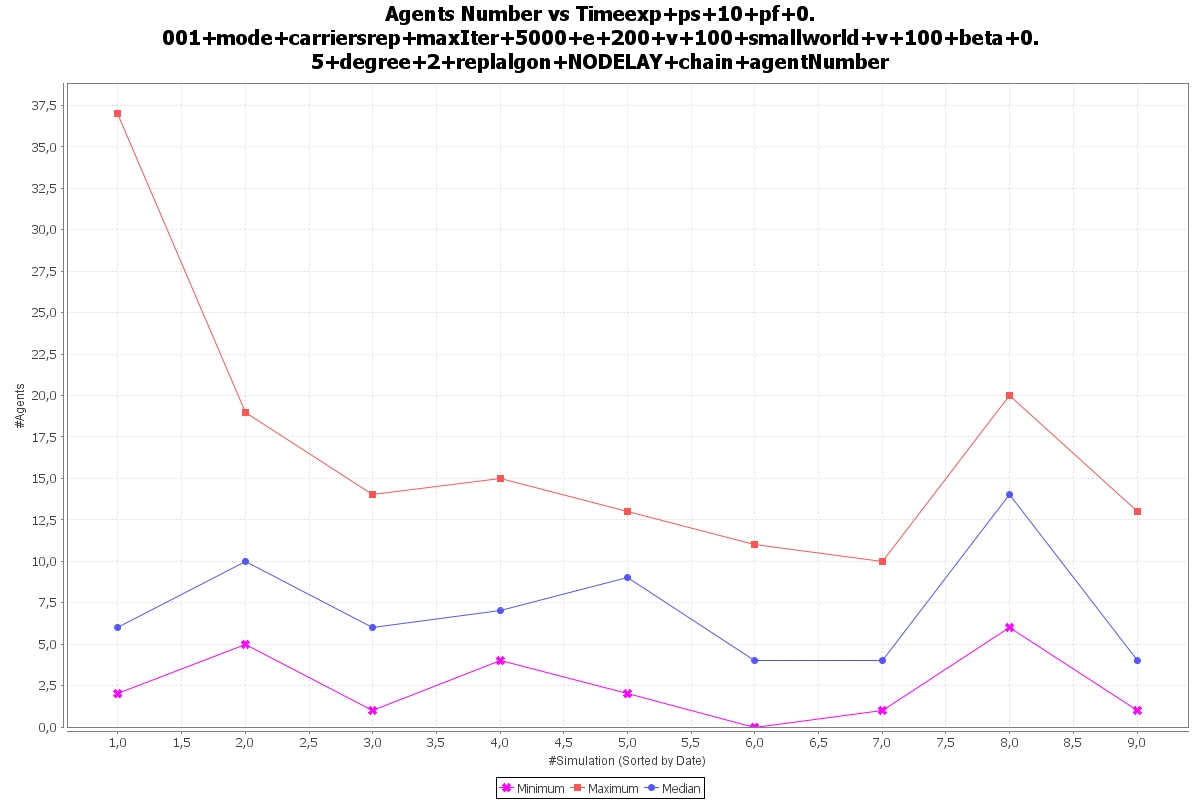 Agents Number vs Timeexp+ps+10+pf+0.
001+mode+carriersrep+maxIter+5000+e+200+v+100+smallworld+v+100+beta+0.
5+degree+2+replalgon+NODELAY+chain+agentNumber
37,5
35,0
32,5
30,0
27,5
25,0
22,5
20,0
17,5
15,0
12,5
10,0
7,5
5,0
2,5
0,0
#Agents
1,0 1,5 2,0 2,5 3,0 3,5 4,0 4,5 5,0 5,5 6,0 6,5 7,0 7,5 8,0 8,5 9,0
#Simulation (Sorted by Date)
Minimum Maximum Median